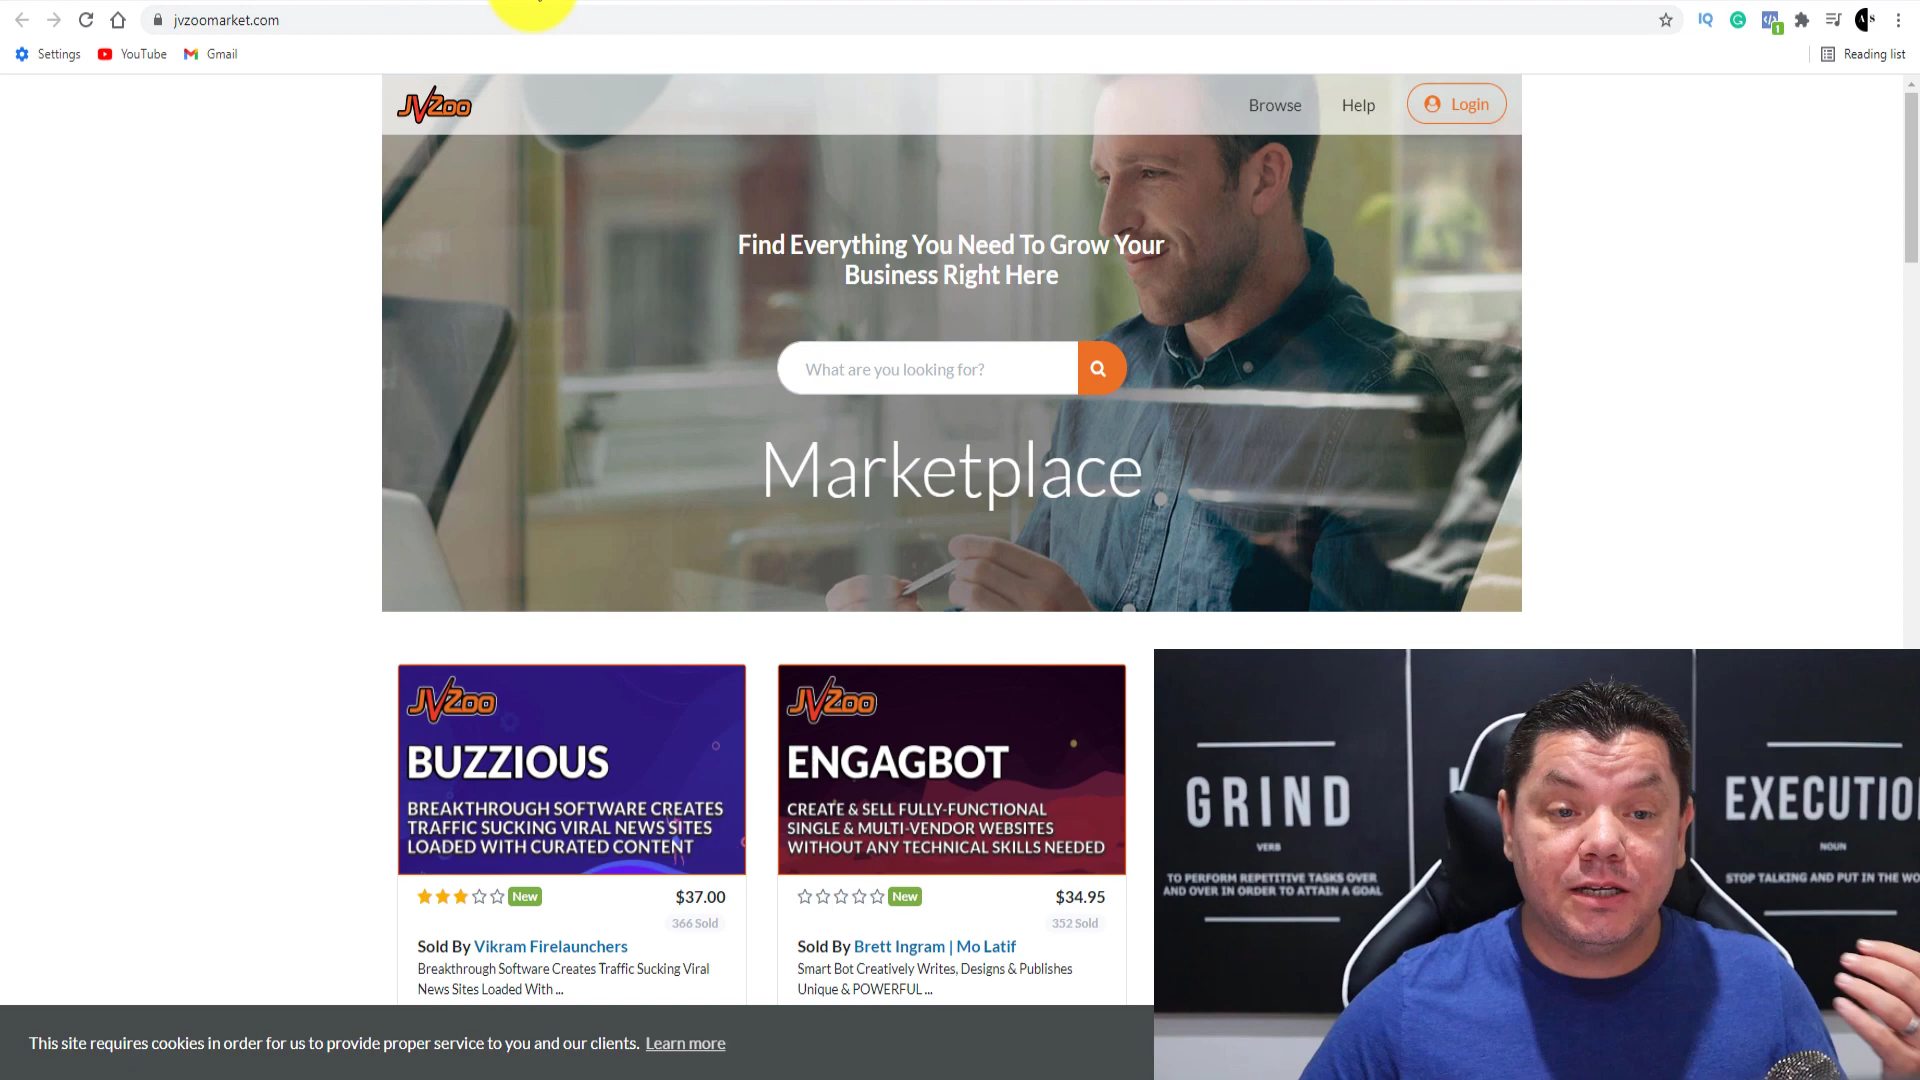 jvzoomarket.com
IQ
1
A S
Settings
YouTube
Gmail
Reading list
JVZoo
Browse
Help
Login
Find Everything You Need To Grow Your
Business Right Here
What are you looking for?
Marketplace
JVZoo
BUZZIOUS
BREAKTHROUGH SOFTWARE CREATES
TRAFFIC SUCKING VIRAL NEWS SITES
LOADED WITH CURATED CONTENT
New
$37.00
366 Sold
Sold By Vikram Firelaunchers
Breakthrough Software Creates Traffic Sucking Viral
News Sites Loaded With ...
JVZoo
ENGAGBOT
CREATE & SELL FULLY-FUNCTIONAL
SINGLE & MULTI-VENDOR WEBSITES
WITHOUT ANY TECHNICAL SKILLS NEEDED
New
$34.95
352 Sold
Sold By Brett Ingram | Mo Latif
Smart Bot Creatively Writes, Designs & Publishes
Unique & POWERFUL ...
GRIND
VERB
TO PERFORM REPETITIVE TASKS OVER
AND OVER IN ORDER TO ATTAIN A GOAL
EXECUTIO
NOUN
STOP TALKING AND PUT IN THE WO
This site requires cookies in order for us to provide proper service to you and our clients. Learn more